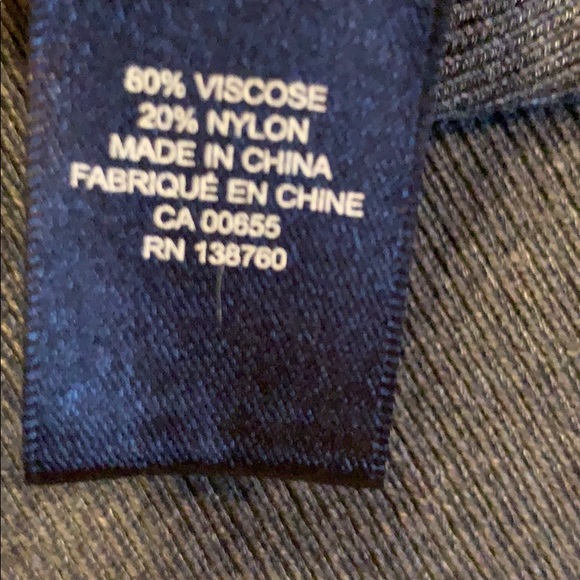 80% VISCOSE
20% NYLON
MADE IN CHINA
FABRIQUÉ EN CHINE
CA 00655
RN 138760